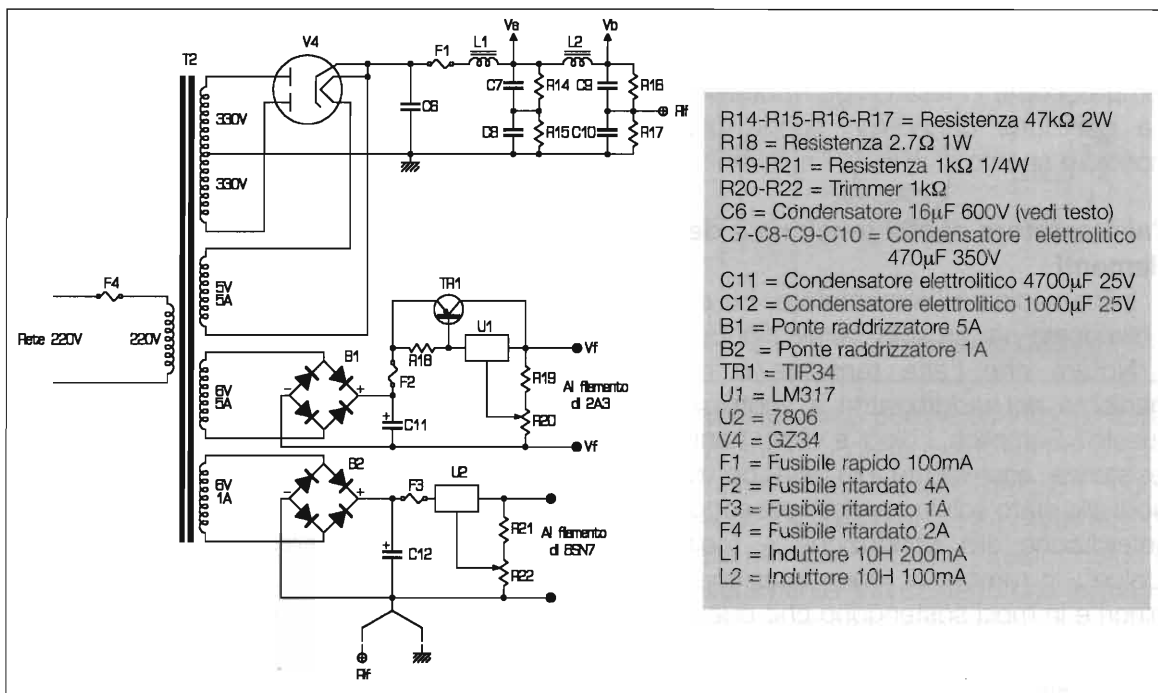 T2
V4
F1
L1
Va
L2
Vb
330V
330V
C6
C7
R14
C9
R16
C8
R15
C10
R17
Rif
5V
5A
F4
Rete 220V
220V
TR1
U1
R18
F2
B1
6V
5A
C11
R19
R20
Vf
Al filamento
di 2A3
Vf
B2
6V
1A
F3
U2
C12
R21
R22
Al filamento
di 6SN7
Rif
R14-R15-R16-R17 = Resistenza 47kΩ 2W
R18 = Resistenza 2.7Ω 1W
R19-R21 = Resistenza 1kΩ 1/4W
R20-R22 = Trimmer 1kΩ
C6 = Condensatore 16µF 600V (vedi testo)
C7-C8-C9-C10 = Condensatore elettrolitico
470µF 350V
C11 = Condensatore elettrolitico 4700µF 25V
C12 = Condensatore elettrolitico 1000µF 25V
B1 = Ponte raddrizzatore 5A
B2 = Ponte raddrizzatore 1A
TR1 = TIP34
U1 = LM317
U2 = 7806
V4 = GZ34
F1 = Fusibile rapido 100mA
F2 = Fusibile ritardato 4A
F3 = Fusibile ritardato 1A
F4 = Fusibile ritardato 2A
L1 = Induttore 10H 200mA
L2 = Induttore 10H 100mA